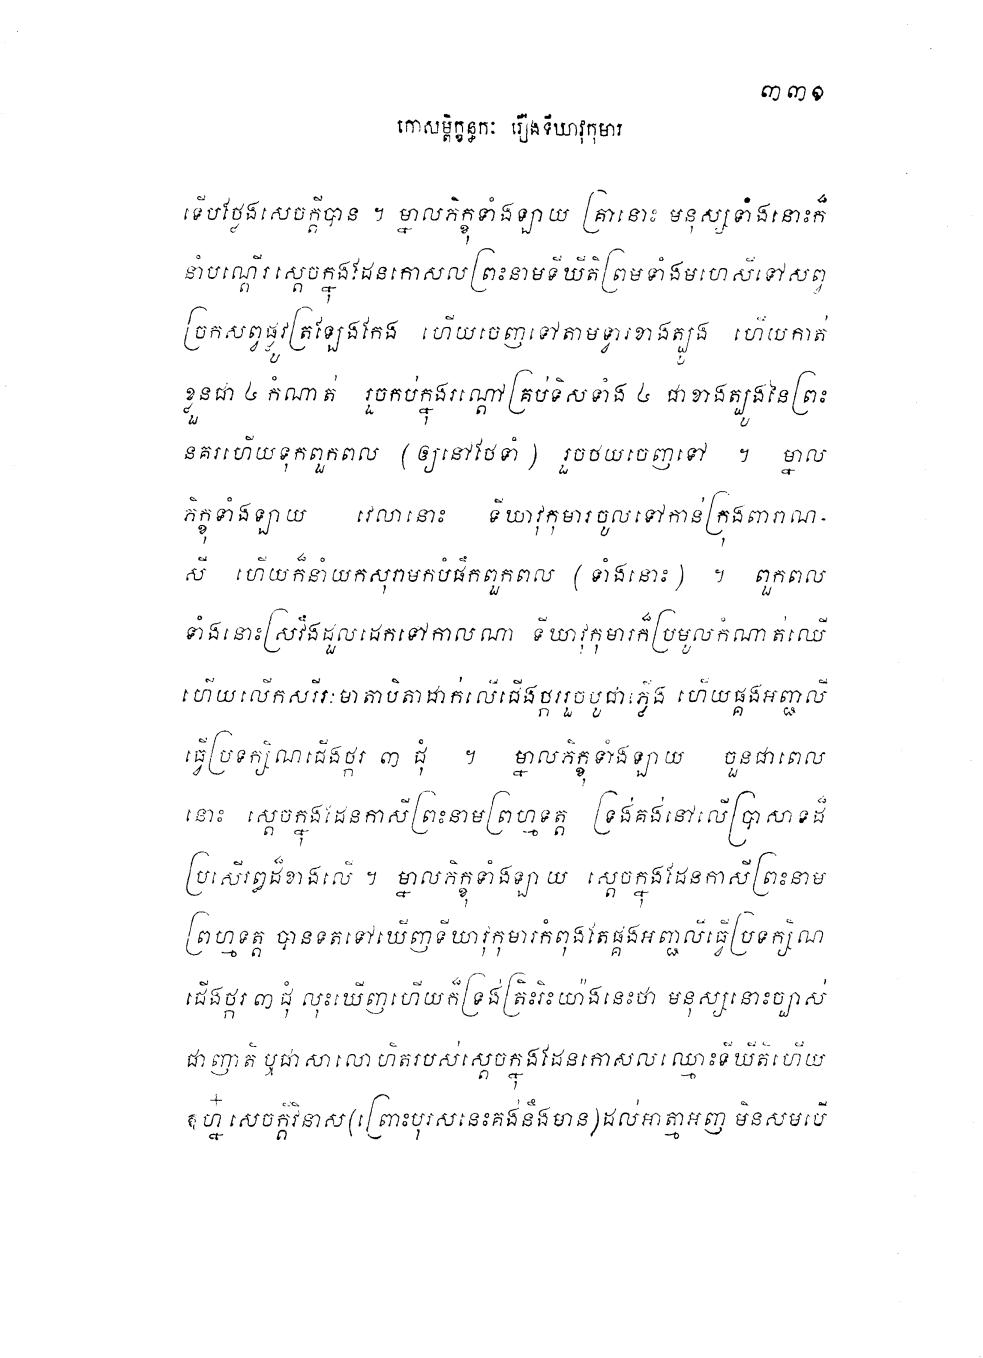 ៣៣១
កោសម្ពិក្ខន្ធកៈ រឿងទីឃាវុកុមារ
ទើបថ្លែងសេចក្តីបាន ។ ម្នាលភិក្ខុទាំងឡាយ គ្រានោះ មនុស្សទាំងនោះក៏
នាំបណ្តើរ ស្តេចក្នុងដែនកោសល ព្រះនាមទីឃីតិព្រមទាំងមហេសីទៅសព្វ
ច្រកសព្វផ្លូវត្រឡែងកែង ហើយចេញទៅតាមទ្វារខាងត្បូង ហើយកាត់
ខ្លួនជា ៤ កំណាត់ រួចកប់ក្នុងរណ្តៅគ្រប់ទិសទាំង ៤ ជាខាងត្បូងនៃព្រះ
នគរហើយទុកពួកពល ( ឲ្យនៅថែទាំ ) រួចថយចេញទៅ ។ ម្នាល
ភិក្ខុទាំងឡាយ វេលានោះ ទីឃាវុកុមារចូលទៅកាន់ក្រុងពារាណ-
សី ហើយក៏នាំយកសុរាមកបំផឹកពួកពល ( ទាំងនោះ ) ។ ពួកពល
ទាំងនោះស្រវឹងដួលដេកទៅកាលណា ទីឃាវុកុមារក៏ប្រមូលកំណាត់ឈើ
ហើយលើកសរីរៈមាតាបិតាដាក់លើជើងថ្ករ រួចបូជាភ្លើង ហើយផ្គងអញ្ជលី
ធ្វើប្រទក្សិណជើងថ្ករ ៣ ជុំ ។ ម្នាលភិក្ខុទាំងឡាយ ចួនជាពេល
នោះ ស្តេចក្នុងដែនកាសីព្រះនាមព្រហ្មទត្ត ទ្រង់គង់នៅលើប្រាសាទដ៏
ប្រសើរឰដ៏ខាងលើ ។ ម្នាលភិក្ខុទាំងឡាយ ស្តេចក្នុងដែនកាសីព្រះនាម
ព្រហ្មទត្ត បានទតទៅឃើញទីឃាវុកុមារកំពុងតែផ្គងអញ្ជលីធ្វើប្រទក្សិណ
ជើងថ្ករ ៣ ជុំ លុះឃើញហើយក៏ទ្រង់ត្រិះរិះយ៉ាងនេះថា មនុស្សនោះច្បាស់
ជាញាតិ ឬជាសាលោហិតរបស់ស្តេចក្នុងដែនកោសល ឈ្មោះទីឃីតិហើយ
តុហ្ន៎ សេចក្តីវិនាស(ព្រោះបុរសនេះគង់នឹងមាន)ដល់អាត្មាអញ មិនសមបើ